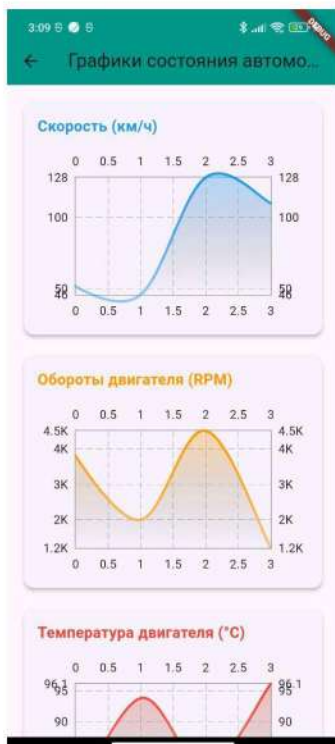 3:09
DEBUG
Графики состояния автомо...
Скорость (км/ч)
0 0.5 1 1.5 2 2.5 3
128 128
100 100
50 50
46 46
0 0.5 1 1.5 2 2.5 3
Обороты двигателя (RPM)
0 0.5 1 1.5 2 2.5 3
4.5K 4.5K
4K 4K
3K 3K
2K 2K
1.2K 1.2K
0 0.5 1 1.5 2 2.5 3
Температура двигателя (°C)
0 0.5 1 1.5 2 2.5 3
96.1 96.1
95 95
90 90